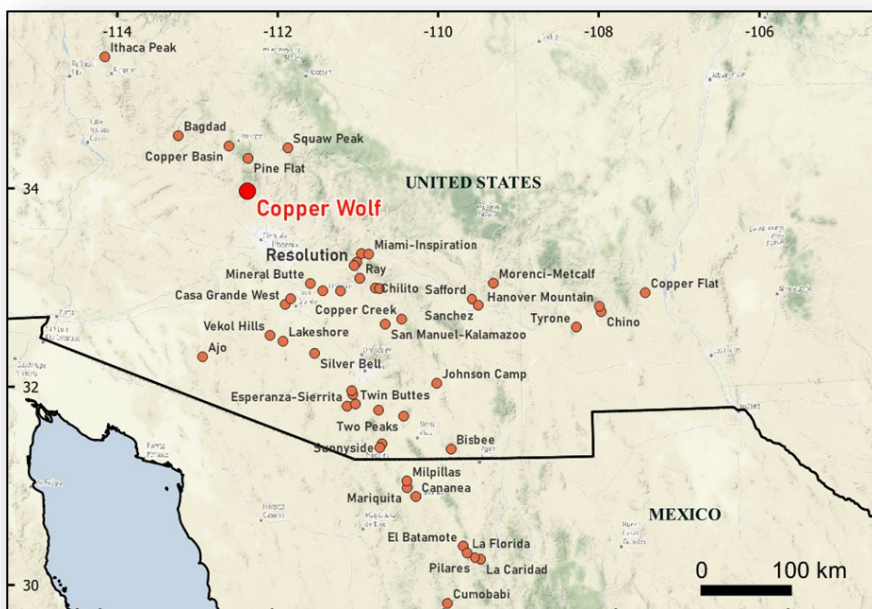 -114 -112 -110 -108 -106
Ithaca Peak
Bagdad
Squaw Peak
Copper Basin
Pine Flat
34
UNITED STATES
Copper Wolf
Miami-Inspiration
Resolution
Ray
Mineral Butte
Chilito
Morenci-Metcalf
Copper Flat
Casa Grande West
Safford
Hanover Mountain
Copper Creek
Sanchez
Tyrone
Chino
Vekol Hills
Lakeshore
San Manuel-Kalamazoo
Ajo
Silver Bell
32
Johnson Camp
Esperanza-Sierrita
Twin Buttes
Two Peaks
Sunnyside
Bisbee
Milpillas
Cananea
Mariquita
MEXICO
El Batamote
La Florida
Pilares
La Caridad
30
0 100 km
Cumobabi